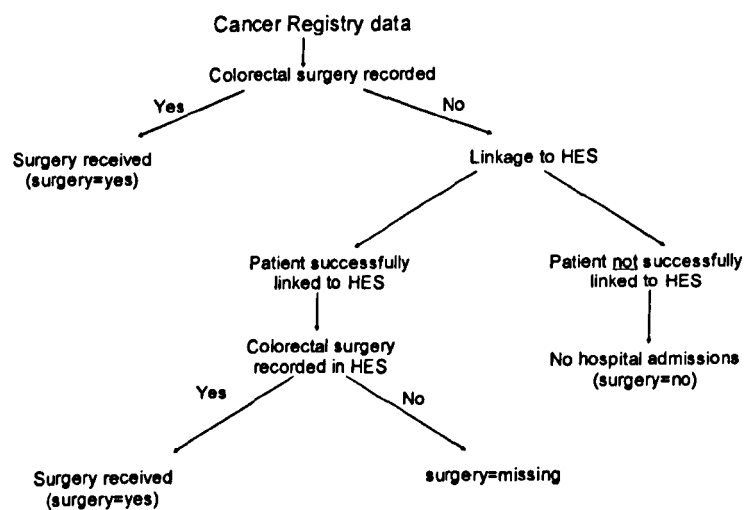 Cancer Registry data
Colorectal surgery recorded
Yes
No
Surgery received
(surgery=yes)
Linkage to HES
Patient successfully
linked to HES
Patient not successfully
linked to HES
Colorectal surgery
recorded in HES
No hospital admissions
(surgery=no)
Yes
No
Surgery received
(surgery=yes)
surgery=missing